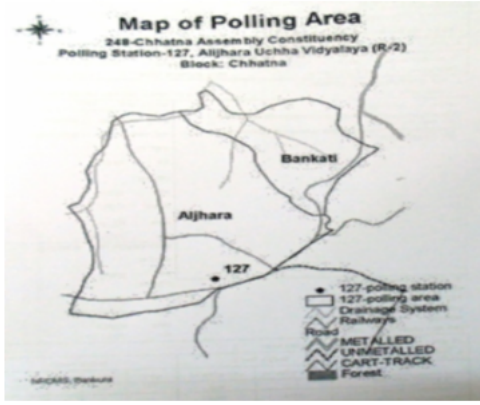 Map of Polling Area
248-Chhatna Assembly Constituency
Polling Station-127, Alijhara Uchha Vidyalaya (R-2)
Block: Chhatna
Bankati
Aljhara
127
127-polling station
127-polling area
Drainage System
Railways
Road
METALLED
UNMETALLED
CART-TRACK
Forest